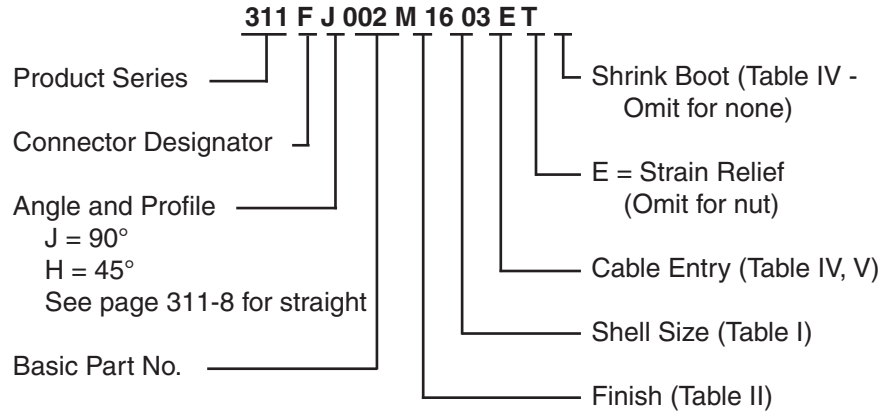 311 F J 002 M 16 03 E T
Product Series
Connector Designator
Angle and Profile
J = 90°
H = 45°
See page 311-8 for straight
Basic Part No.
Shrink Boot (Table IV -
Omit for none)
E = Strain Relief
(Omit for nut)
Cable Entry (Table IV, V)
Shell Size (Table I)
Finish (Table II)